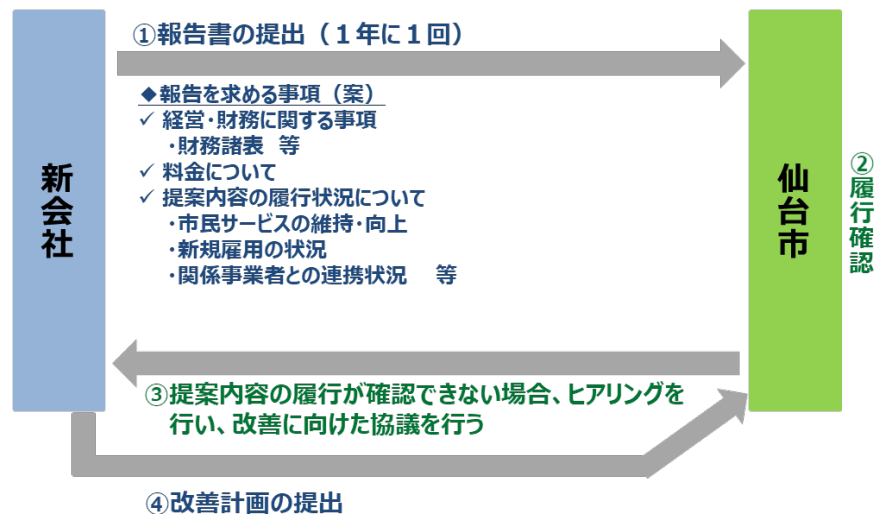 ①報告書の提出（１年に１回）
◆報告を求める事項（案）
✓ 経営・財務に関する事項
・財務諸表 等
✓ 料金について
✓ 提案内容の履行状況について
・市民サービスの維持・向上
・新規雇用の状況
・関係事業者との連携状況 等
新会社
仙台市
②履行確認
③提案内容の履行が確認できない場合、ヒアリングを
行い、改善に向けた協議を行う
④改善計画の提出